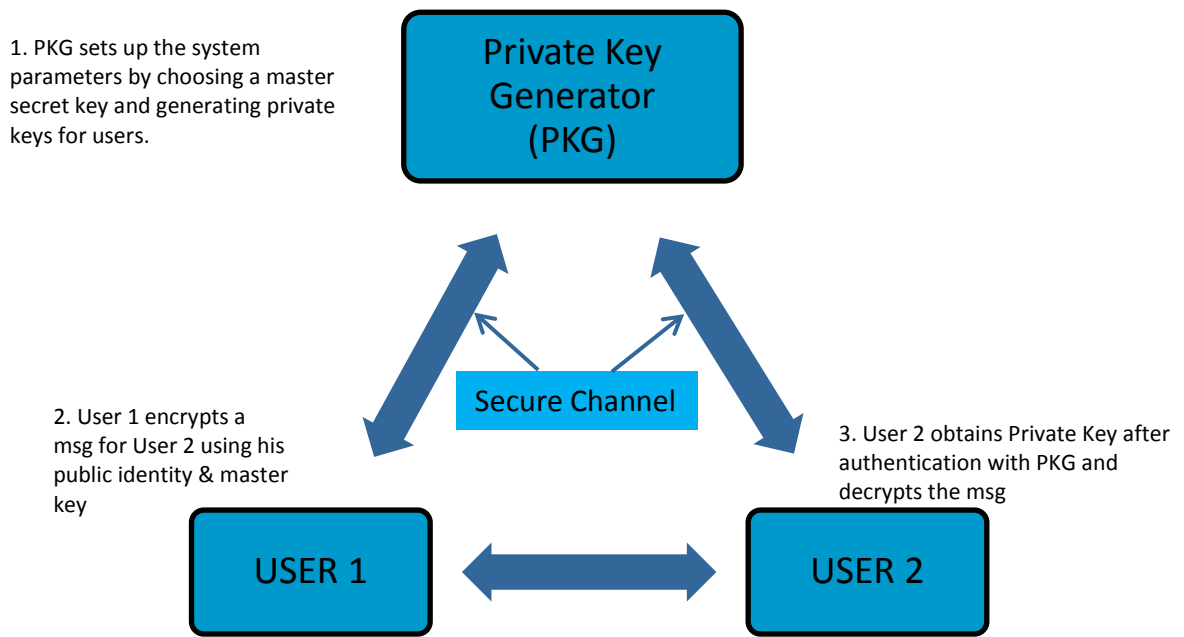 1. PKG sets up the system
parameters by choosing a master
secret key and generating private
keys for users.
Private Key
Generator
(PKG)
Secure Channel
2. User 1 encrypts a
msg for User 2 using his
public identity & master
key
3. User 2 obtains Private Key after
authentication with PKG and
decrypts the msg
USER 1
USER 2